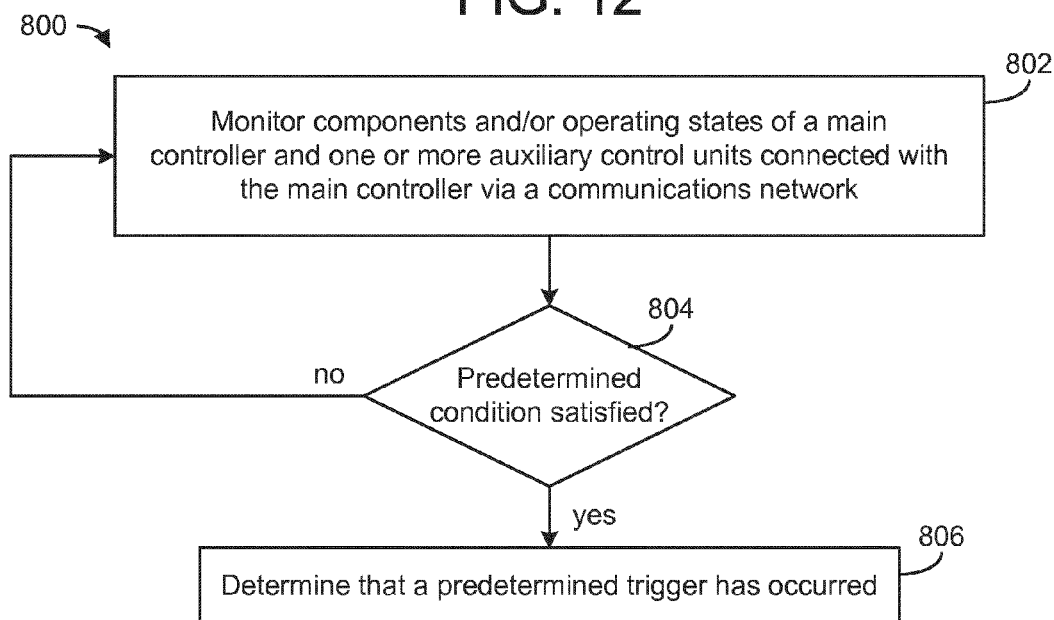 FIG. 12
800
802
Monitor components and/or operating states of a main
controller and one or more auxiliary control units connected with
the main controller via a communications network
804
no
Predetermined
condition satisfied?
yes
806
Determine that a predetermined trigger has occurred